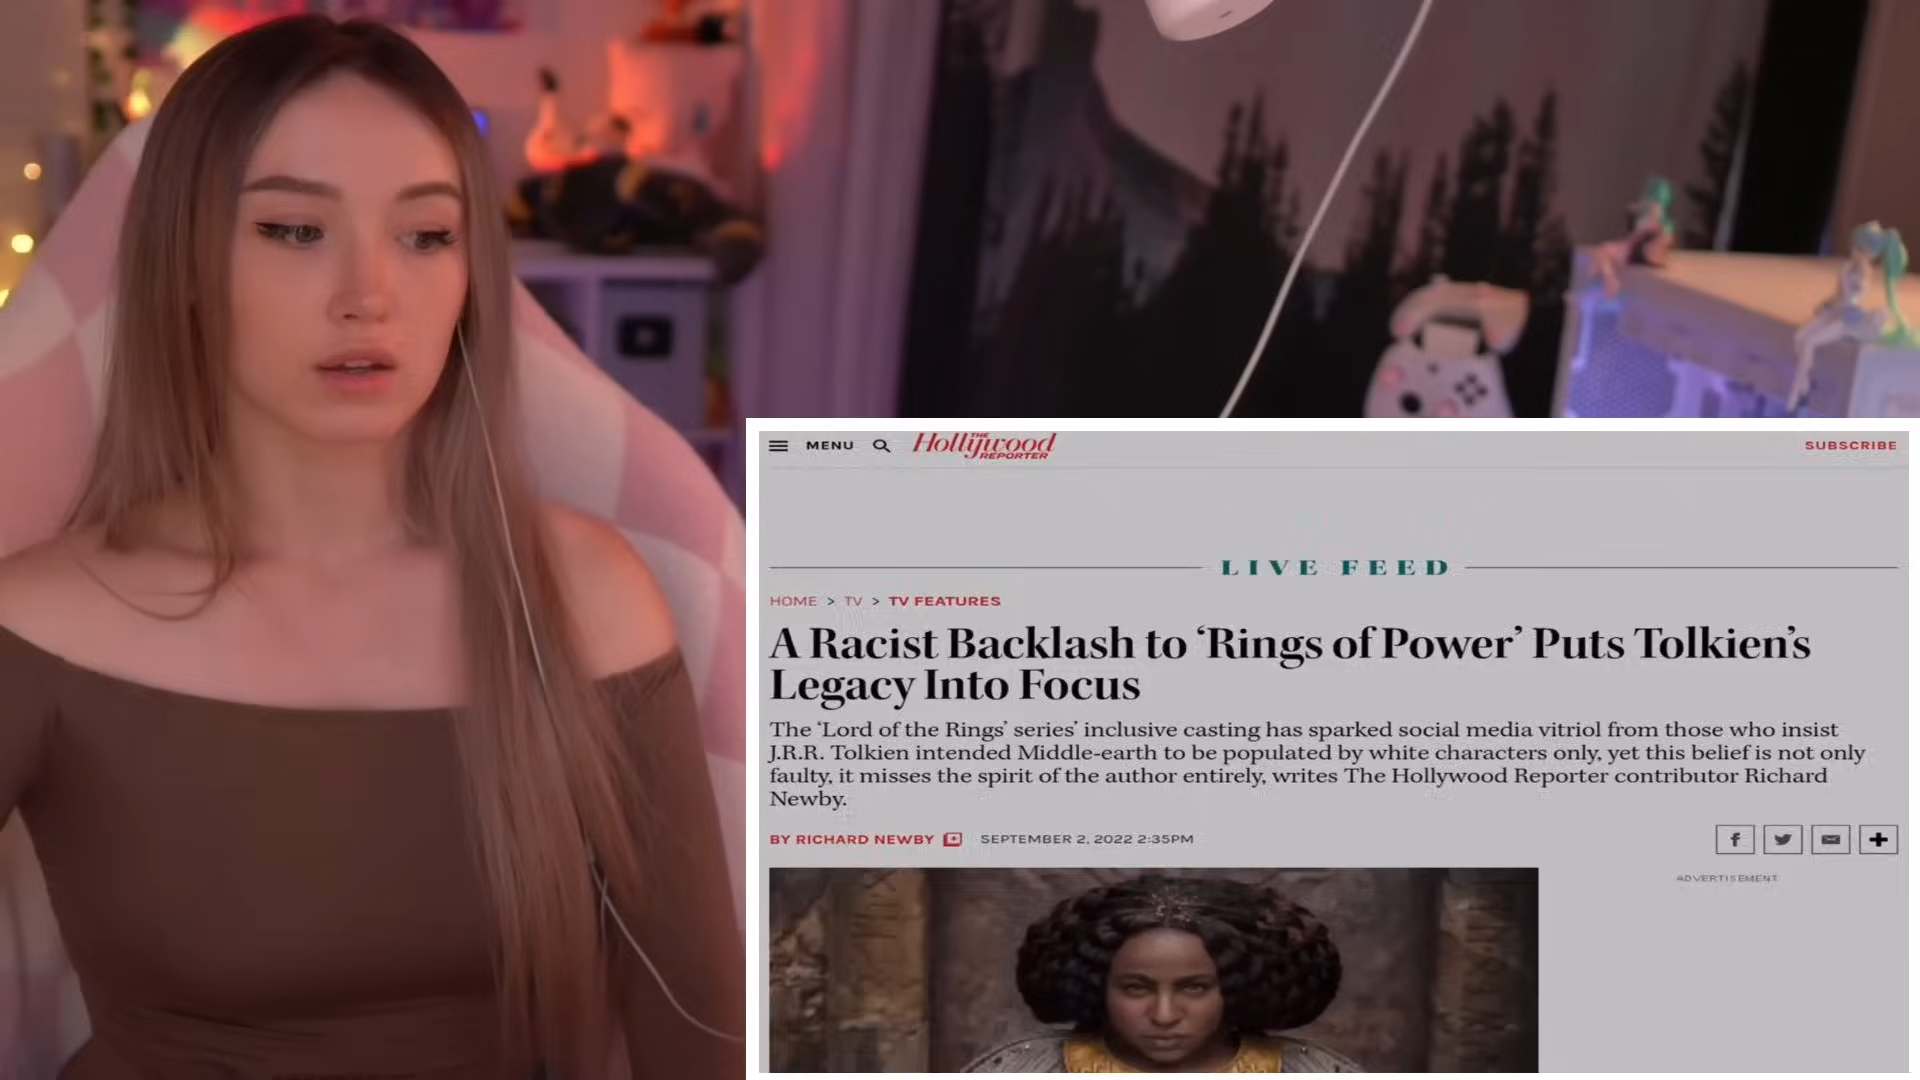 MENU
THE
Hollywood
REPORTER
SUBSCRIBE
LIVE FEED
HOME > TV > TV FEATURES
A Racist Backlash to ‘Rings of Power’ Puts Tolkien’s
Legacy Into Focus
The ‘Lord of the Rings’ series’ inclusive casting has sparked social media vitriol from those who insist
J.R.R. Tolkien intended Middle-earth to be populated by white characters only, yet this belief is not only
faulty, it misses the spirit of the author entirely, writes The Hollywood Reporter contributor Richard
Newby.
BY RICHARD NEWBY
SEPTEMBER 2, 2022 2:35PM
ADVERTISEMENT